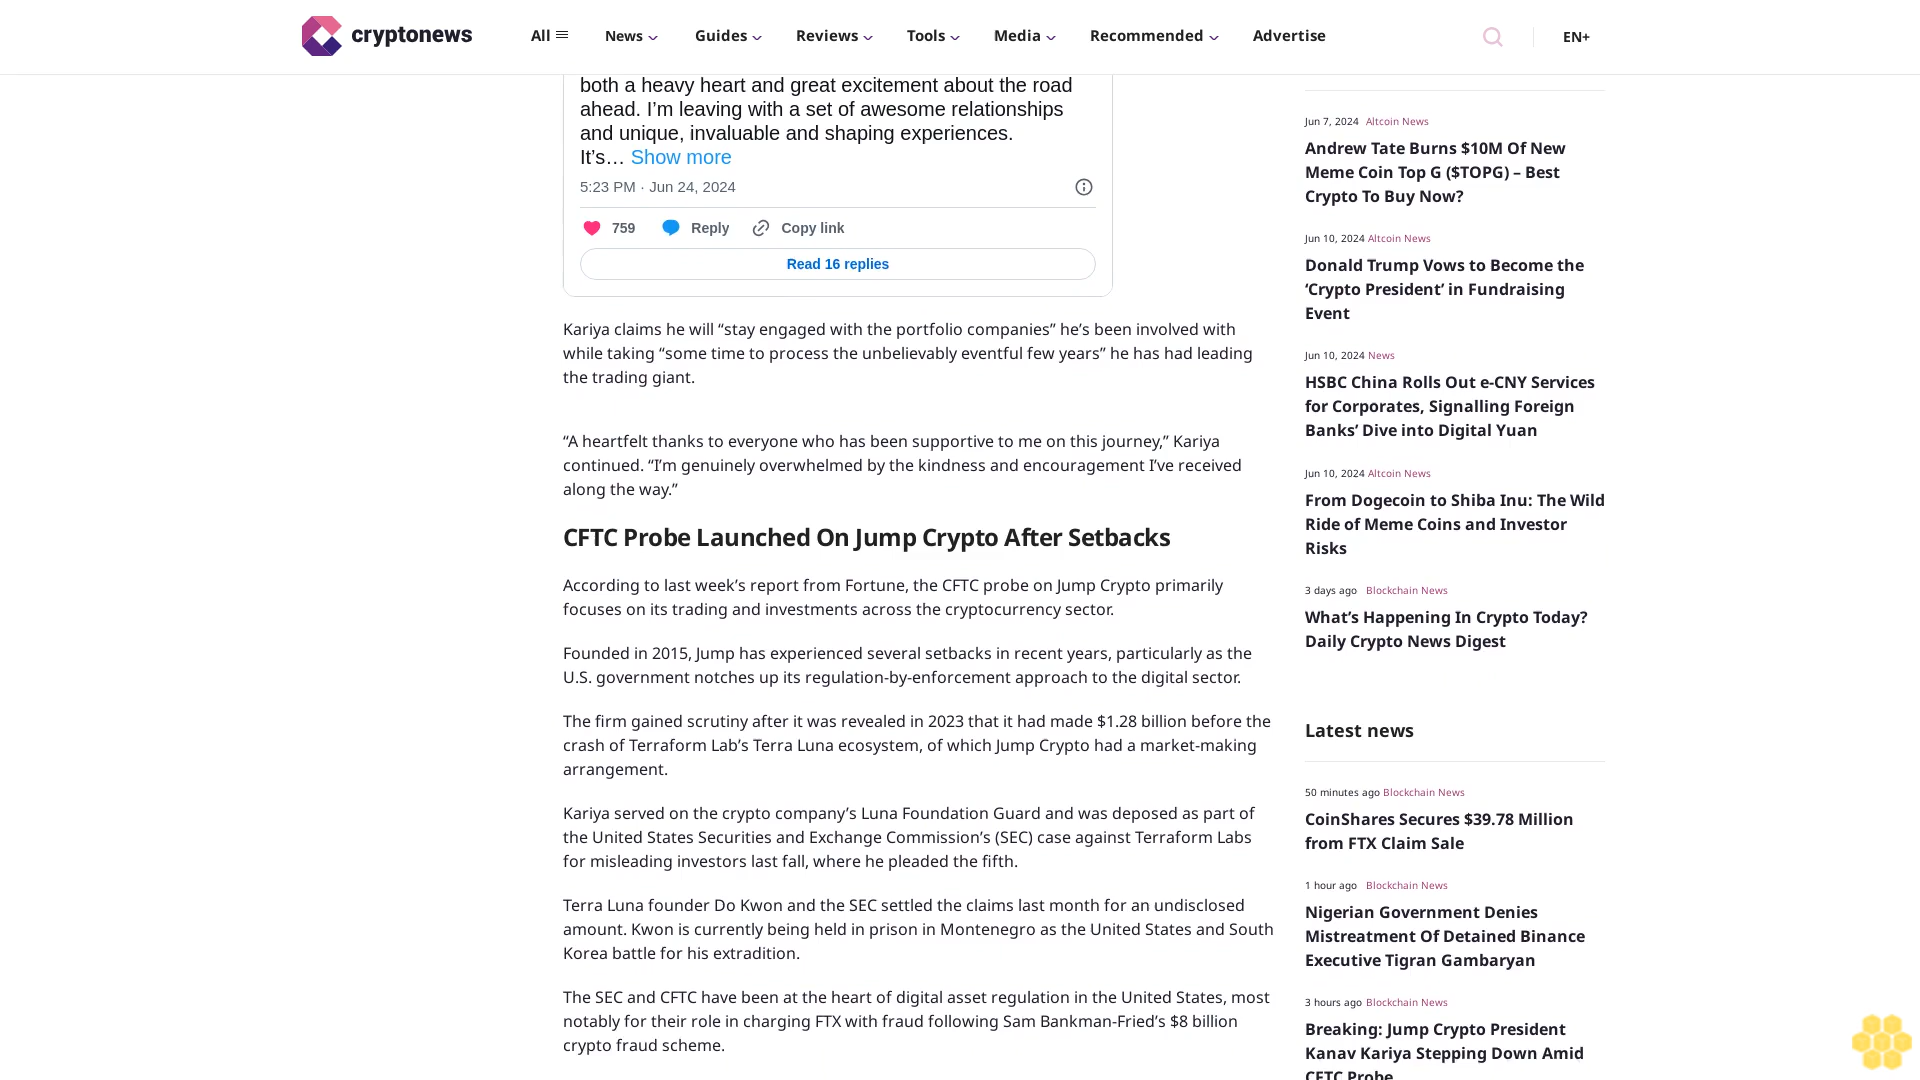 cryptonews
All
News
Guides
Reviews
Tools
Media
Recommended
Advertise
EN+
both a heavy heart and great excitement about the road
ahead. I’m leaving with a set of awesome relationships
and unique, invaluable and shaping experiences.
It’s… Show more
5:23 PM · Jun 24, 2024
759
Reply
Copy link
Read 16 replies
Kariya claims he will “stay engaged with the portfolio companies” he’s been involved with
while taking “some time to process the unbelievably eventful few years” he has had leading
the trading giant.
“A heartfelt thanks to everyone who has been supportive to me on this journey,” Kariya
continued. “I’m genuinely overwhelmed by the kindness and encouragement I’ve received
along the way.”
CFTC Probe Launched On Jump Crypto After Setbacks
According to last week’s report from Fortune, the CFTC probe on Jump Crypto primarily
focuses on its trading and investments across the cryptocurrency sector.
Founded in 2015, Jump has experienced several setbacks in recent years, particularly as the
U.S. government notches up its regulation-by-enforcement approach to the digital sector.
The firm gained scrutiny after it was revealed in 2023 that it had made $1.28 billion before the
crash of Terraform Lab’s Terra Luna ecosystem, of which Jump Crypto had a market-making
arrangement.
Kariya served on the crypto company’s Luna Foundation Guard and was deposed as part of
the United States Securities and Exchange Commission’s (SEC) case against Terraform Labs
for misleading investors last fall, where he pleaded the fifth.
Terra Luna founder Do Kwon and the SEC settled the claims last month for an undisclosed
amount. Kwon is currently being held in prison in Montenegro as the United States and South
Korea battle for his extradition.
The SEC and CFTC have been at the heart of digital asset regulation in the United States, most
notably for their role in charging FTX with fraud following Sam Bankman-Fried’s $8 billion
crypto fraud scheme.
Jun 7, 2024 Altcoin News
Andrew Tate Burns $10M Of New
Meme Coin Top G ($TOPG) – Best
Crypto To Buy Now?
Jun 10, 2024 Altcoin News
Donald Trump Vows to Become the
‘Crypto President’ in Fundraising
Event
Jun 10, 2024 News
HSBC China Rolls Out e-CNY Services
for Corporates, Signalling Foreign
Banks’ Dive into Digital Yuan
Jun 10, 2024 Altcoin News
From Dogecoin to Shiba Inu: The Wild
Ride of Meme Coins and Investor
Risks
3 days ago Blockchain News
What’s Happening In Crypto Today?
Daily Crypto News Digest
Latest news
50 minutes ago Blockchain News
CoinShares Secures $39.78 Million
from FTX Claim Sale
1 hour ago Blockchain News
Nigerian Government Denies
Mistreatment Of Detained Binance
Executive Tigran Gambaryan
3 hours ago Blockchain News
Breaking: Jump Crypto President
Kanav Kariya Stepping Down Amid
CFTC Probe